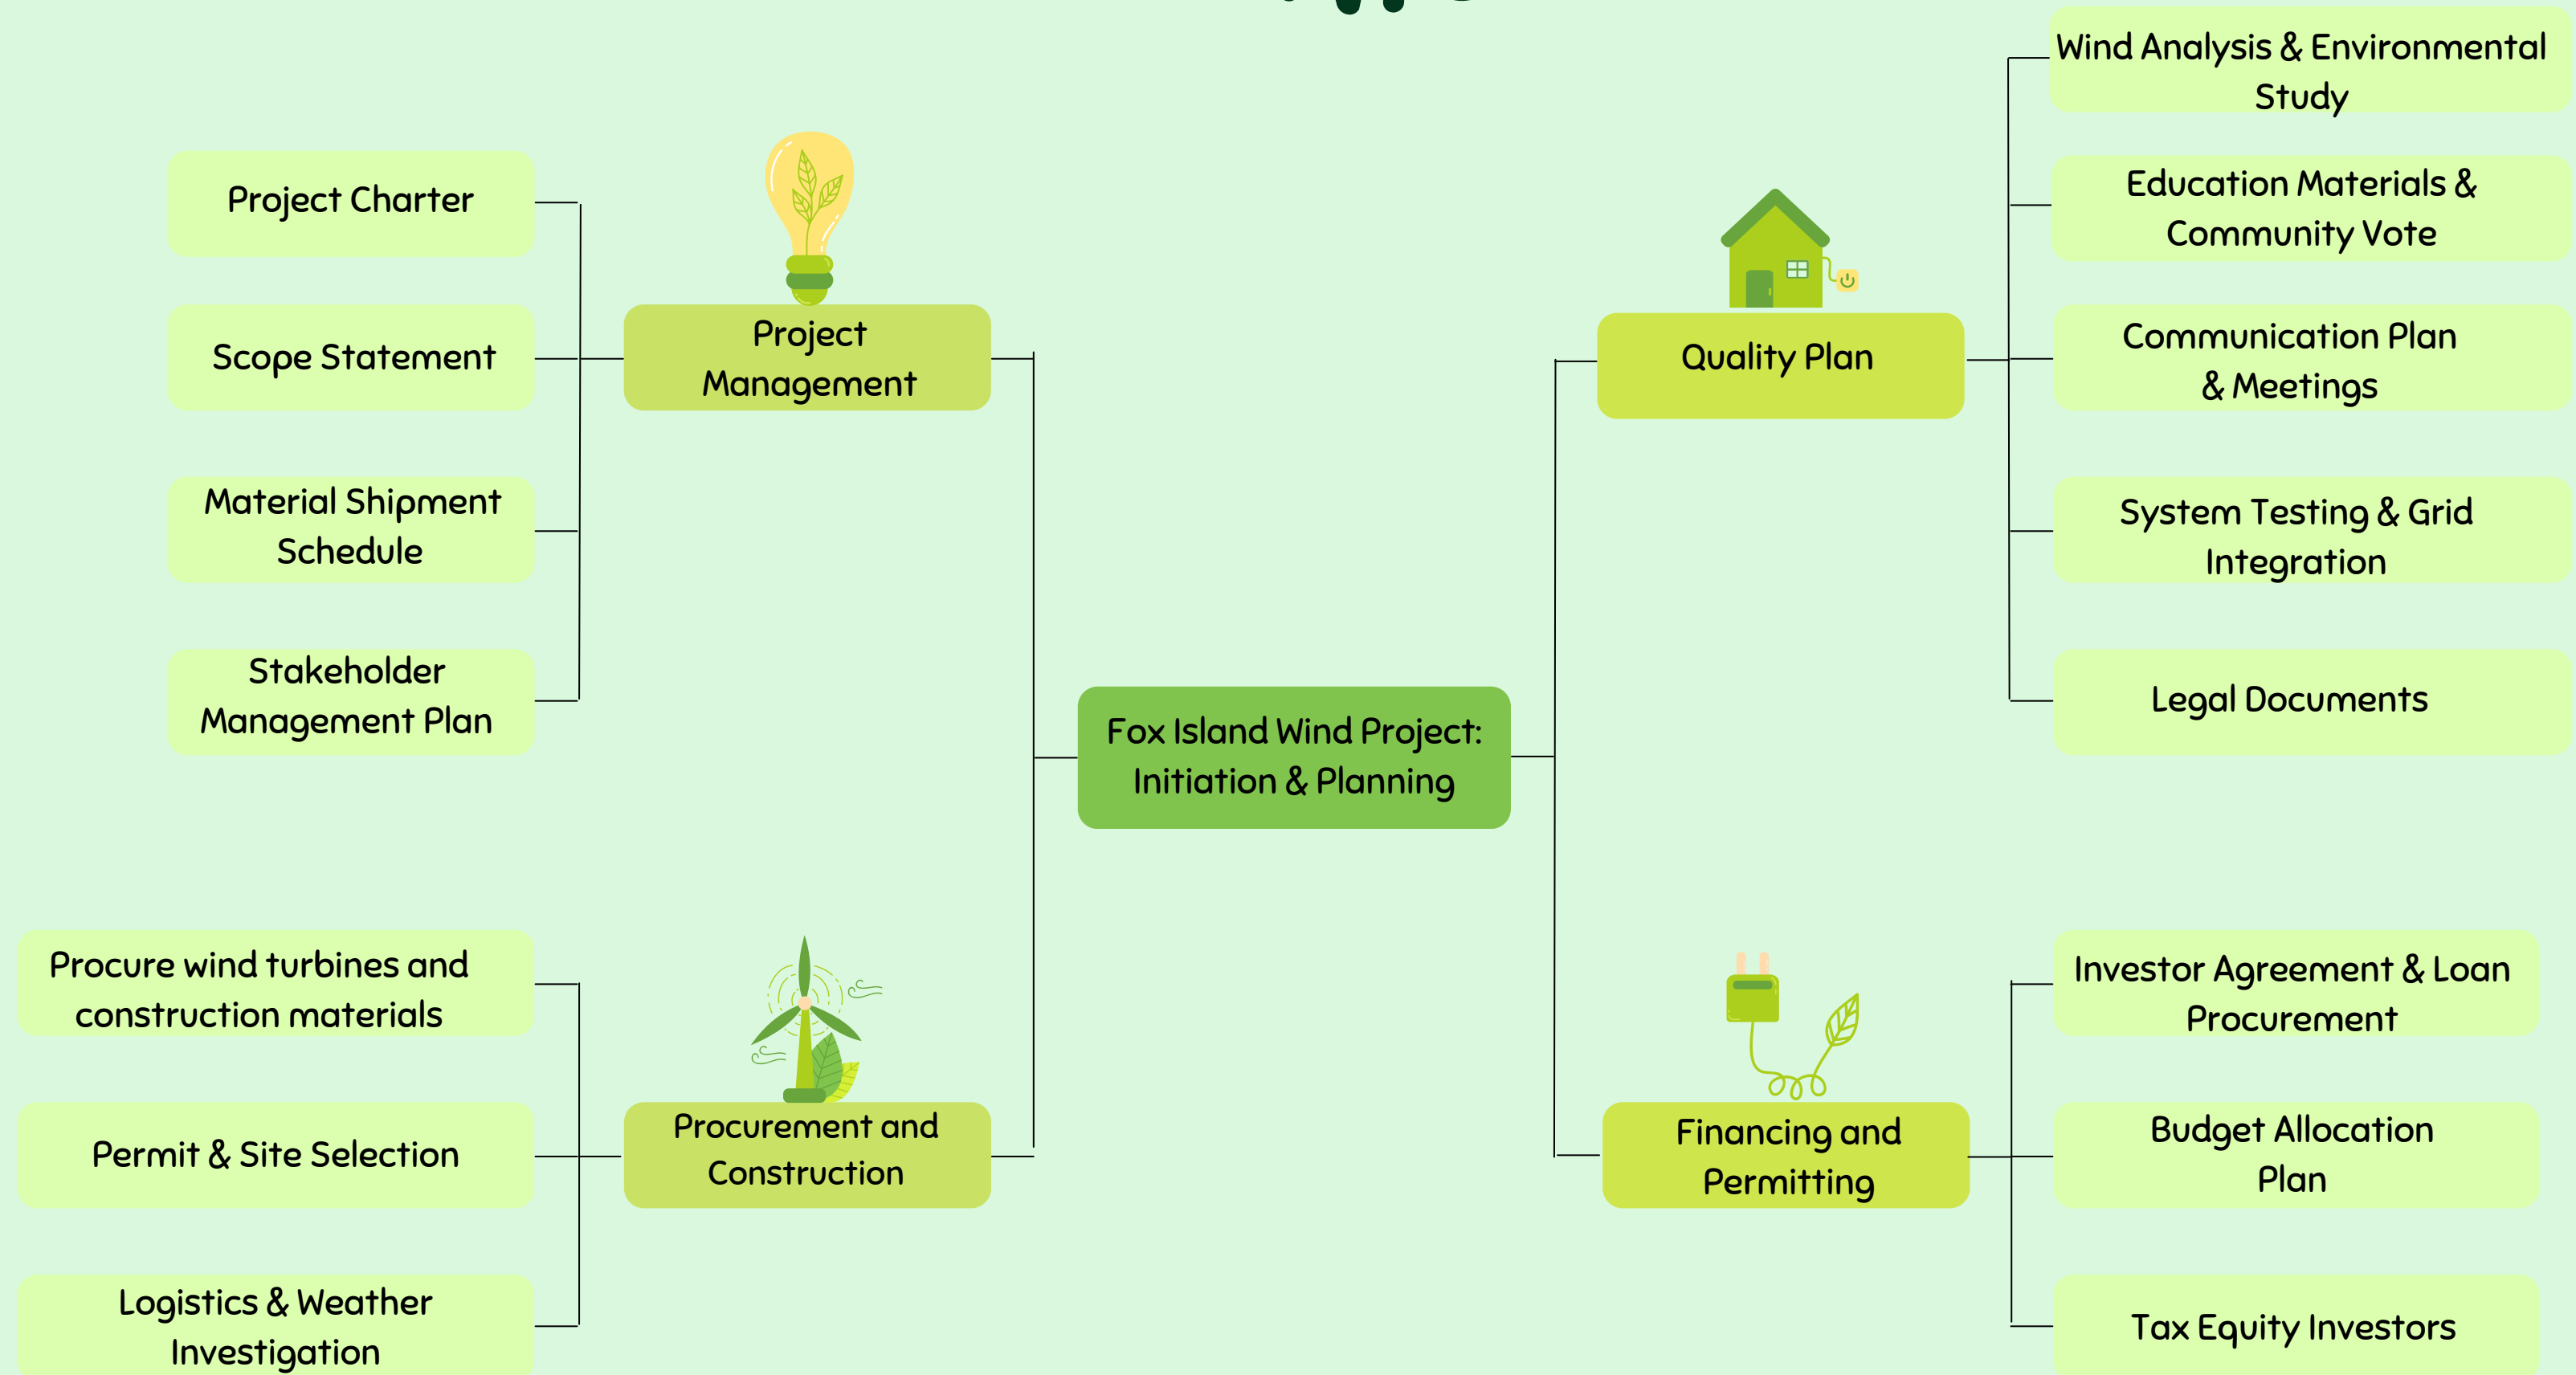 Project Charter
Scope Statement
Material Shipment
Schedule
Stakeholder
Management Plan
Project
Management
Procure wind turbines and
construction materials
Permit & Site Selection
Logistics & Weather
Investigation
Procurement and
Construction
Fox Island Wind Project:
Initiation & Planning
Quality Plan
Wind Analysis & Environmental
Study
Education Materials &
Community Vote
Communication Plan
& Meetings
System Testing & Grid
Integration
Legal Documents
Financing and
Permitting
Investor Agreement & Loan
Procurement
Budget Allocation
Plan
Tax Equity Investors